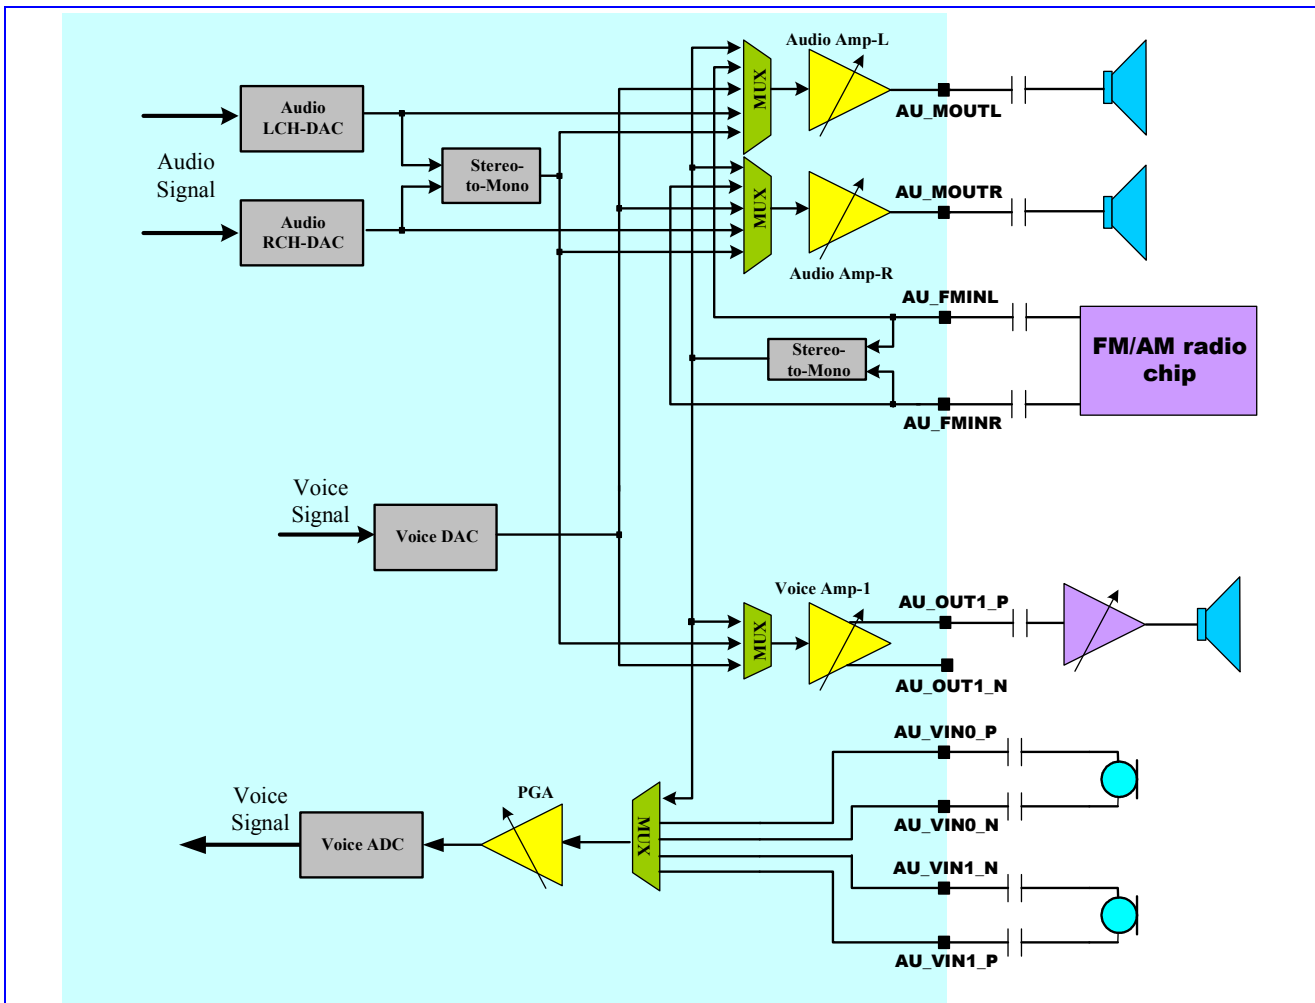 Audio Amp-L
MUX
AU_MOUTL
Audio
LCH-DAC
Audio
Signal
Stereo-
to-Mono
MUX
AU_MOUTR
Audio
RCH-DAC
Audio Amp-R
AU_FMINL
Stereo-
to-Mono
FM/AM radio
chip
AU_FMINR
Voice
Signal
Voice DAC
Voice Amp-1
MUX
AU_OUT1_P
AU_OUT1_N
AU_VIN0_P
PGA
Voice
Signal
Voice ADC
MUX
AU_VIN0_N
AU_VIN1_N
AU_VIN1_P